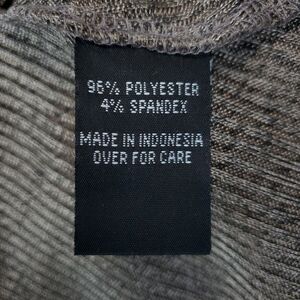 96% POLYESTER
4% SPANDEX
MADE IN INDONESIA
OVER FOR CARE